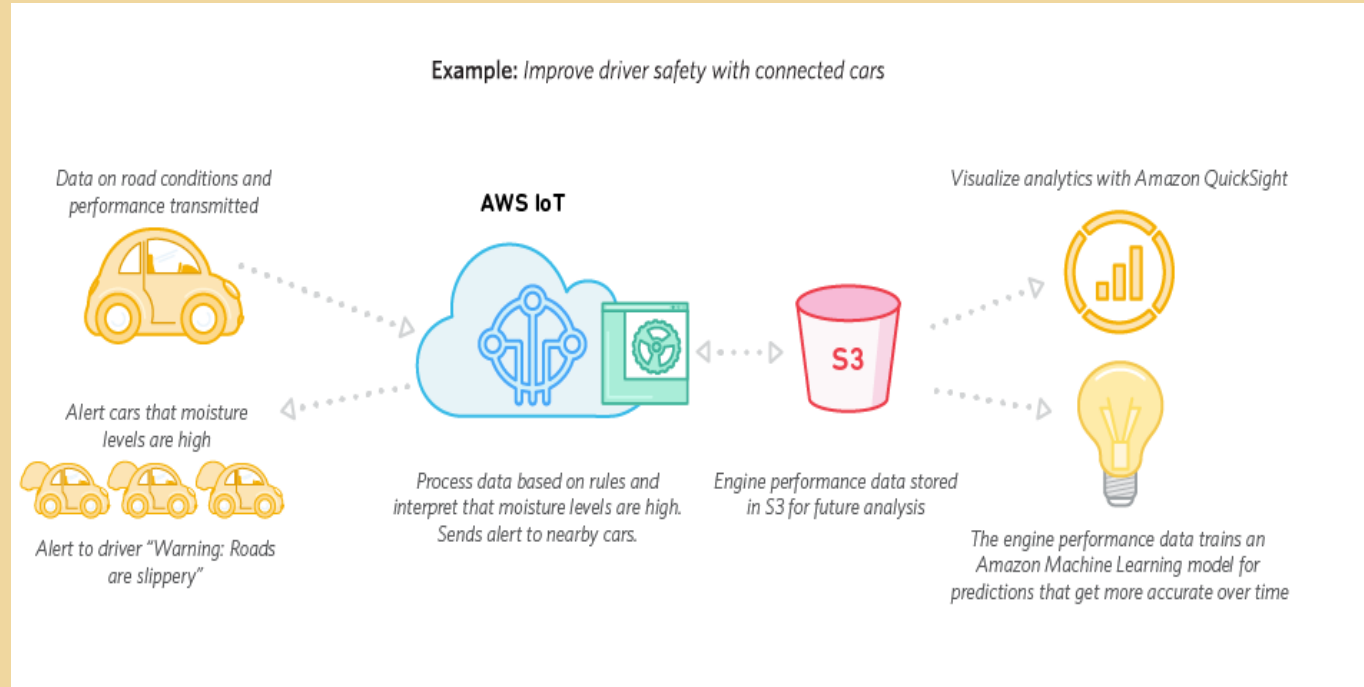 Example: Improve driver safety with connected cars
Data on road conditions and
performance transmitted
AWS IoT
Visualize analytics with Amazon QuickSight
S3
Alert cars that moisture
levels are high
Process data based on rules and
interpret that moisture levels are high.
Sends alert to nearby cars.
Engine performance data stored
in S3 for future analysis
Alert to driver “Warning: Roads
are slippery”
The engine performance data trains an
Amazon Machine Learning model for
predictions that get more accurate over time